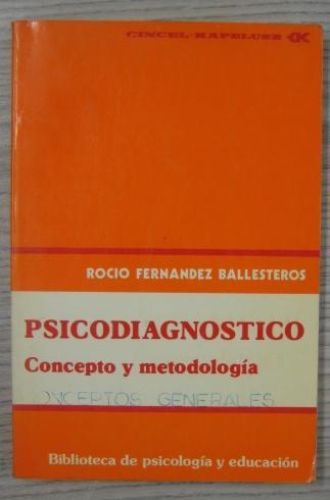 CINCEL-KAPELUSZ CK
ROCIO FERNANDEZ BALLESTEROS
PSICODIAGNOSTICO
Concepto y metodología
CONCEPTOS GENERALES
Biblioteca de psicología y educación